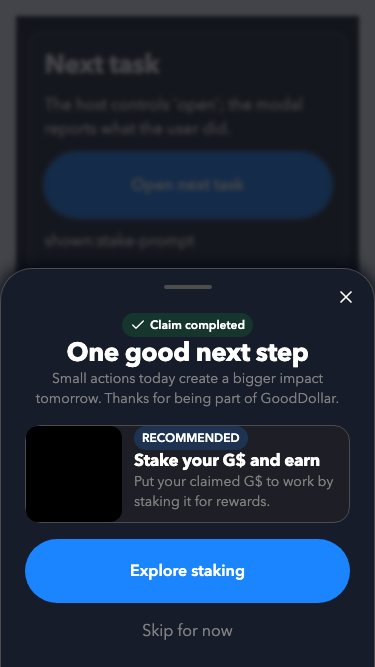 Next task
The host controls `open`; the modal
reports what the user did.
Open next task
shown:stake-prompt
Claim completed
One good next step
Small actions today create a bigger impact
tomorrow. Thanks for being part of GoodDollar.
RECOMMENDED
Stake your G$ and earn
Put your claimed G$ to work by
staking it for rewards.
Explore staking
Skip for now